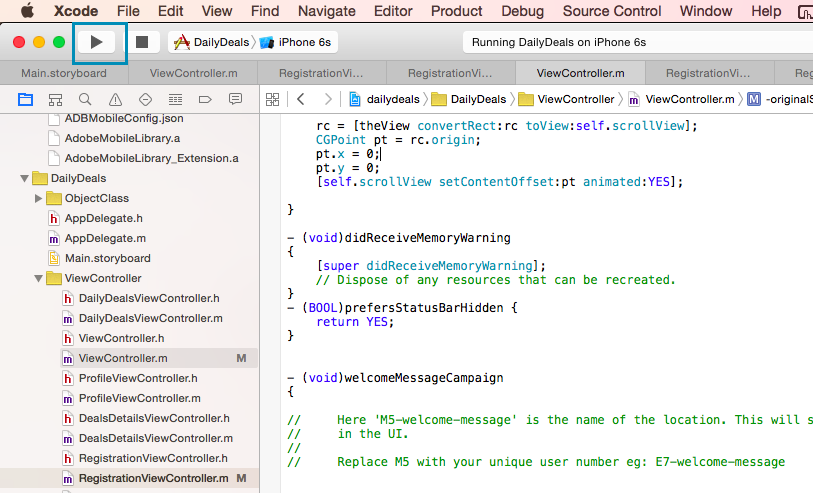 Xcode File Edit View Find Navigate Editor Product Debug Source Control Window Help
DailyDeals iPhone 6s Running DailyDeals on iPhone 6s
Main.storyboard ViewController.m RegistrationVi... RegistrationVi... ViewController.m RegistrationVi...
dailydeals DailyDeals ViewController ViewController.m M
ADBMobileConfig.json
AdobeMobileLibrary.a
AdobeMobileLibrary_Extension.a
DailyDeals
ObjectClass
h AppDelegate.h
m AppDelegate.m
Main.storyboard
ViewController
h DailyDealsViewController.h
m DailyDealsViewController.m
h ViewController.h
m ViewController.m M
h ProfileViewController.h
m ProfileViewController.m
h DealsDetailsViewController.h
m DealsDetailsViewController.m
h RegistrationViewController.h
m RegistrationViewController.m M
rc = [theView convertRect:rc toView:self.scrollView];
CGPoint pt = rc.origin;
pt.x = 0;
pt.y = 0;
[self.scrollView setContentOffset:pt animated:YES];
}
- (void)didReceiveMemoryWarning
{
[super didReceiveMemoryWarning];
// Dispose of any resources that can be recreated.
}
- (BOOL)prefersStatusBarHidden {
return YES;
}
- (void)welcomeMessageCampaign
{
// Here 'M5-welcome-message' is the name of the location. This will
// in the UI.
//
// Replace M5 with your unique user number eg: E7-welcome-message